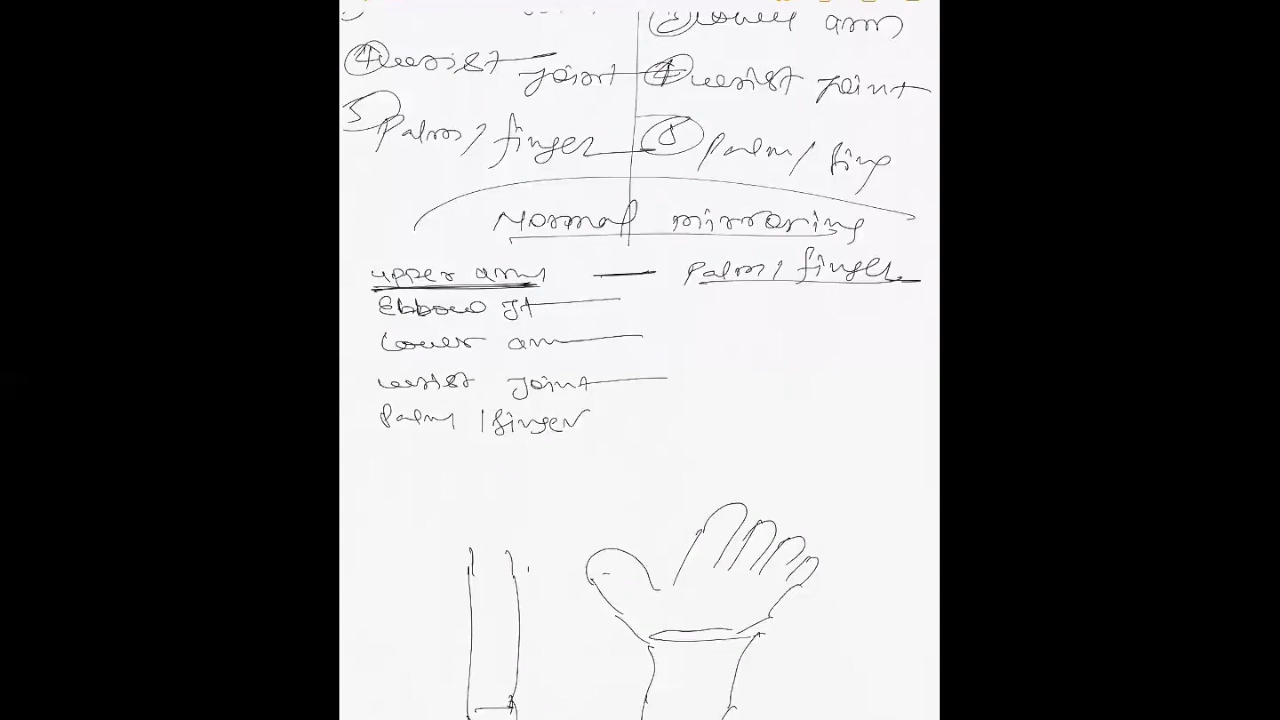 ③ Lower arm
④ wrist Joint ④ wrist Joint
5 Palm / finger ⑤ Palm / fing
Normal mirroring
upper arm — Palm / finger
Elbow Jt —
Lower arm —
wrist Joint —
Palm / finger